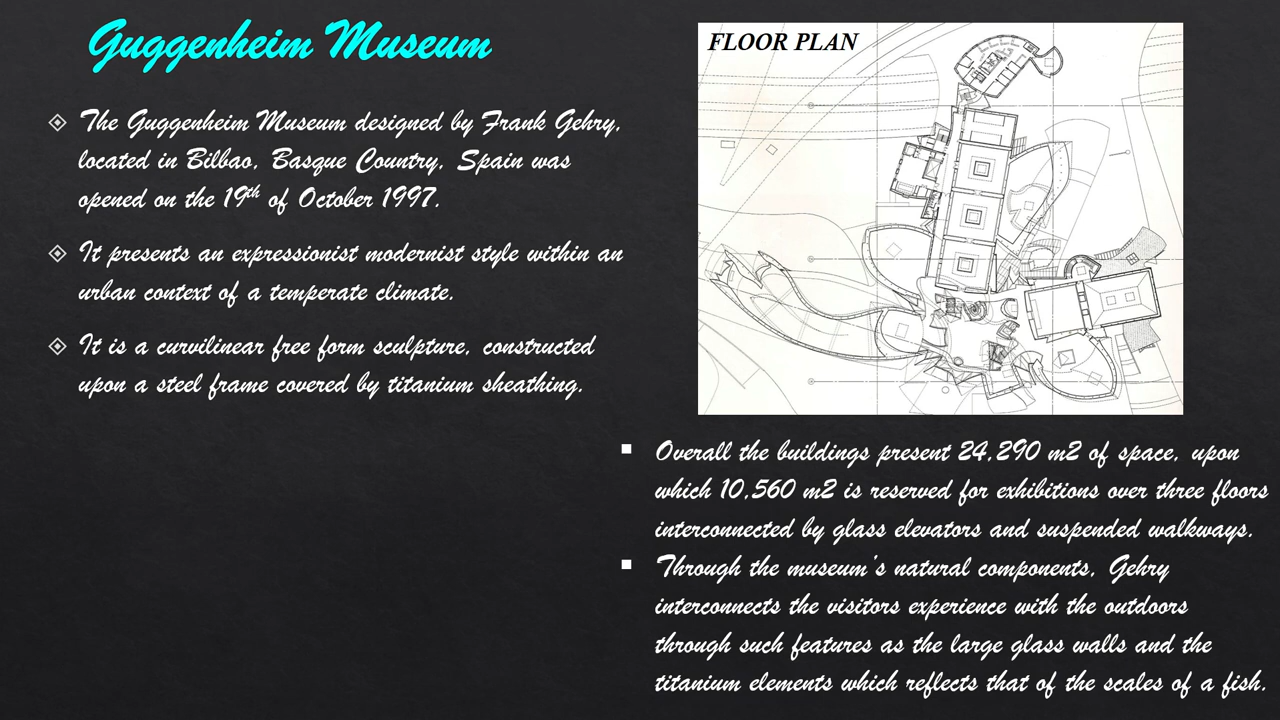 Guggenheim Museum
The Guggenheim Museum designed by Frank Gehry,
located in Bilbao, Basque Country, Spain was
opened on the 19th of October 1997.
It presents an expressionist modernist style within an
urban context of a temperate climate.
It is a curvilinear free form sculpture, constructed
upon a steel frame covered by titanium sheathing.
FLOOR PLAN
Overall the buildings present 24,290 m2 of space, upon
which 10,560 m2 is reserved for exhibitions over three floors
interconnected by glass elevators and suspended walkways.
Through the museum's natural components, Gehry
interconnects the visitors experience with the outdoors
through such features as the large glass walls and the
titanium elements which reflects that of the scales of a fish.